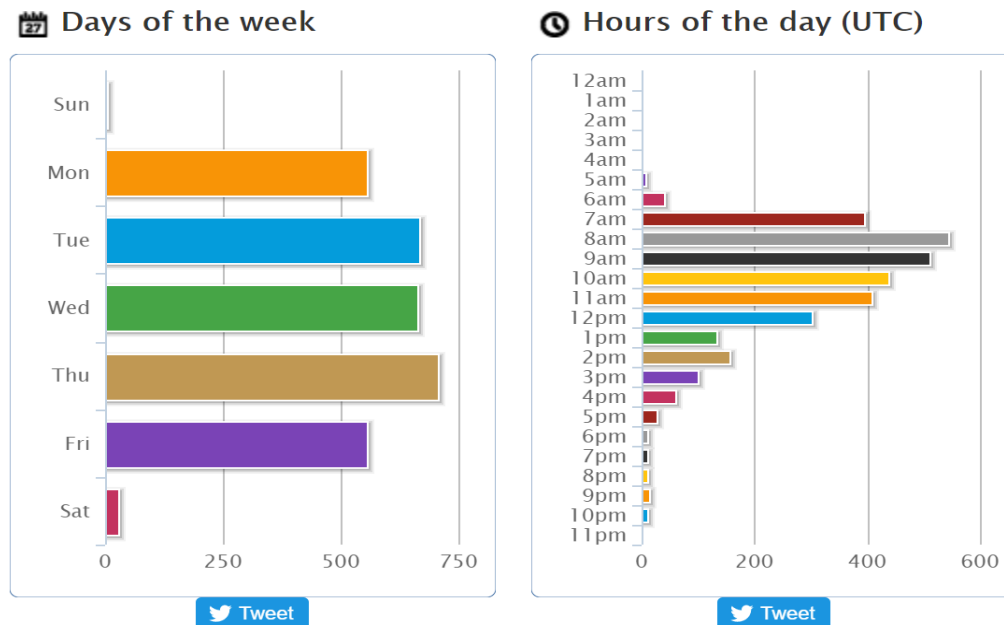 27 Days of the week
Sun
Mon
Tue
Wed
Thu
Fri
Sat
0 250 500 750
Tweet
Hours of the day (UTC)
12am
1am
2am
3am
4am
5am
6am
7am
8am
9am
10am
11am
12pm
1pm
2pm
3pm
4pm
5pm
6pm
7pm
8pm
9pm
10pm
11pm
0 200 400 600
Tweet